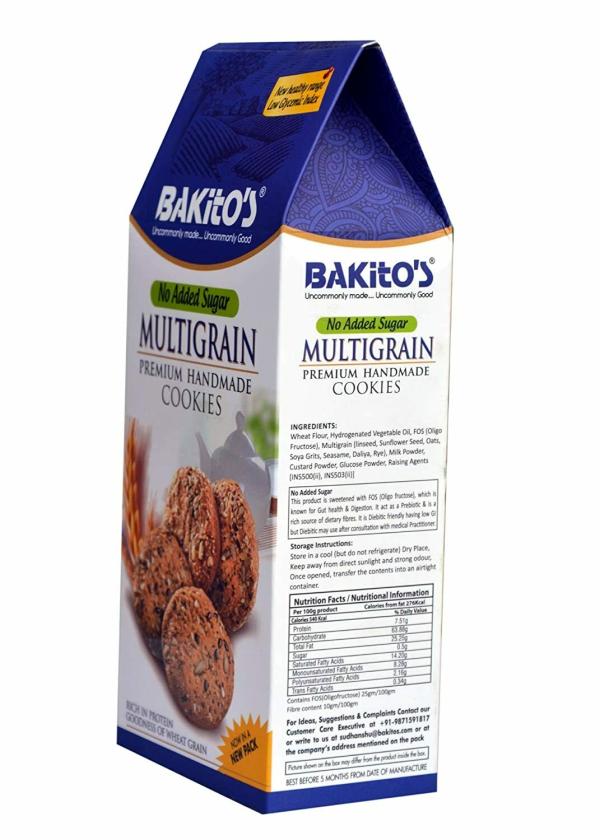 New healthy range
Low Glycemic Index
BAKitO'S®
Uncommonly made... Uncommonly Good
No Added Sugar
MULTIGRAIN
PREMIUM HANDMADE
COOKIES
RICH IN PROTEIN
GOODNESS OF WHEAT GRAIN
NOW IN A
NEW PACK
BAKitO'S®
Uncommonly made... Uncommonly Good
No Added Sugar
MULTIGRAIN
PREMIUM HANDMADE
COOKIES
INGREDIENTS:
Wheat Flour, Hydrogenated Vegetable Oil, FOS (Oligo
Fructose), Multigrain (linseed, Sunflower Seed, Oats,
Soya Grits, Seasame, Daliya, Rye), Milk Powder,
Custard Powder, Glucose Powder, Raising Agents
[INS500(ii), INS503(ii)]
No Added Sugar
This product is sweetened with FOS (Oligo fructose), which is
known for Gut health & Digestion. It act as a Prebiotic & is a
rich source of dietary fibres. It is Diebitic friendly having low GI
but Diebitic may use after consultation with medical Practitioner.
Storage Instructions:
Store in a cool (but do not refrigerate) Dry Place,
Keep away from direct sunlight and strong odour,
Once opened, transfer the contents into an airtight
container.
Nutrition Facts / Nutritional Information
Per 100g product Calories from fat 276Kcal
Calories 540 Kcal % Daily Value
Protein 7.51g
Carbohydrate 63.88g
Total Fat 25.25g
Sugar 0.5g
Saturated Fatty Acids 14.20g
Monounsaturated Fatty Acids 8.28g
Polyunsaturated Fatty Acids 2.16g
Trans Fatty Acids 0.34g
Contains FOS(Oligofructose) 25gm/100gm
Fibre content 10gm/100gm
For Ideas, Suggestions & Complaints Contact our
Customer Care Executive at +91-9871591817
or write to us at sudhanshu@bakitos.com or at
the company's address mentioned on the pack
Picture shown on the box may differ from the product inside the box.
BEST BEFORE 5 MONTHS FROM DATE OF MANUFACTURE